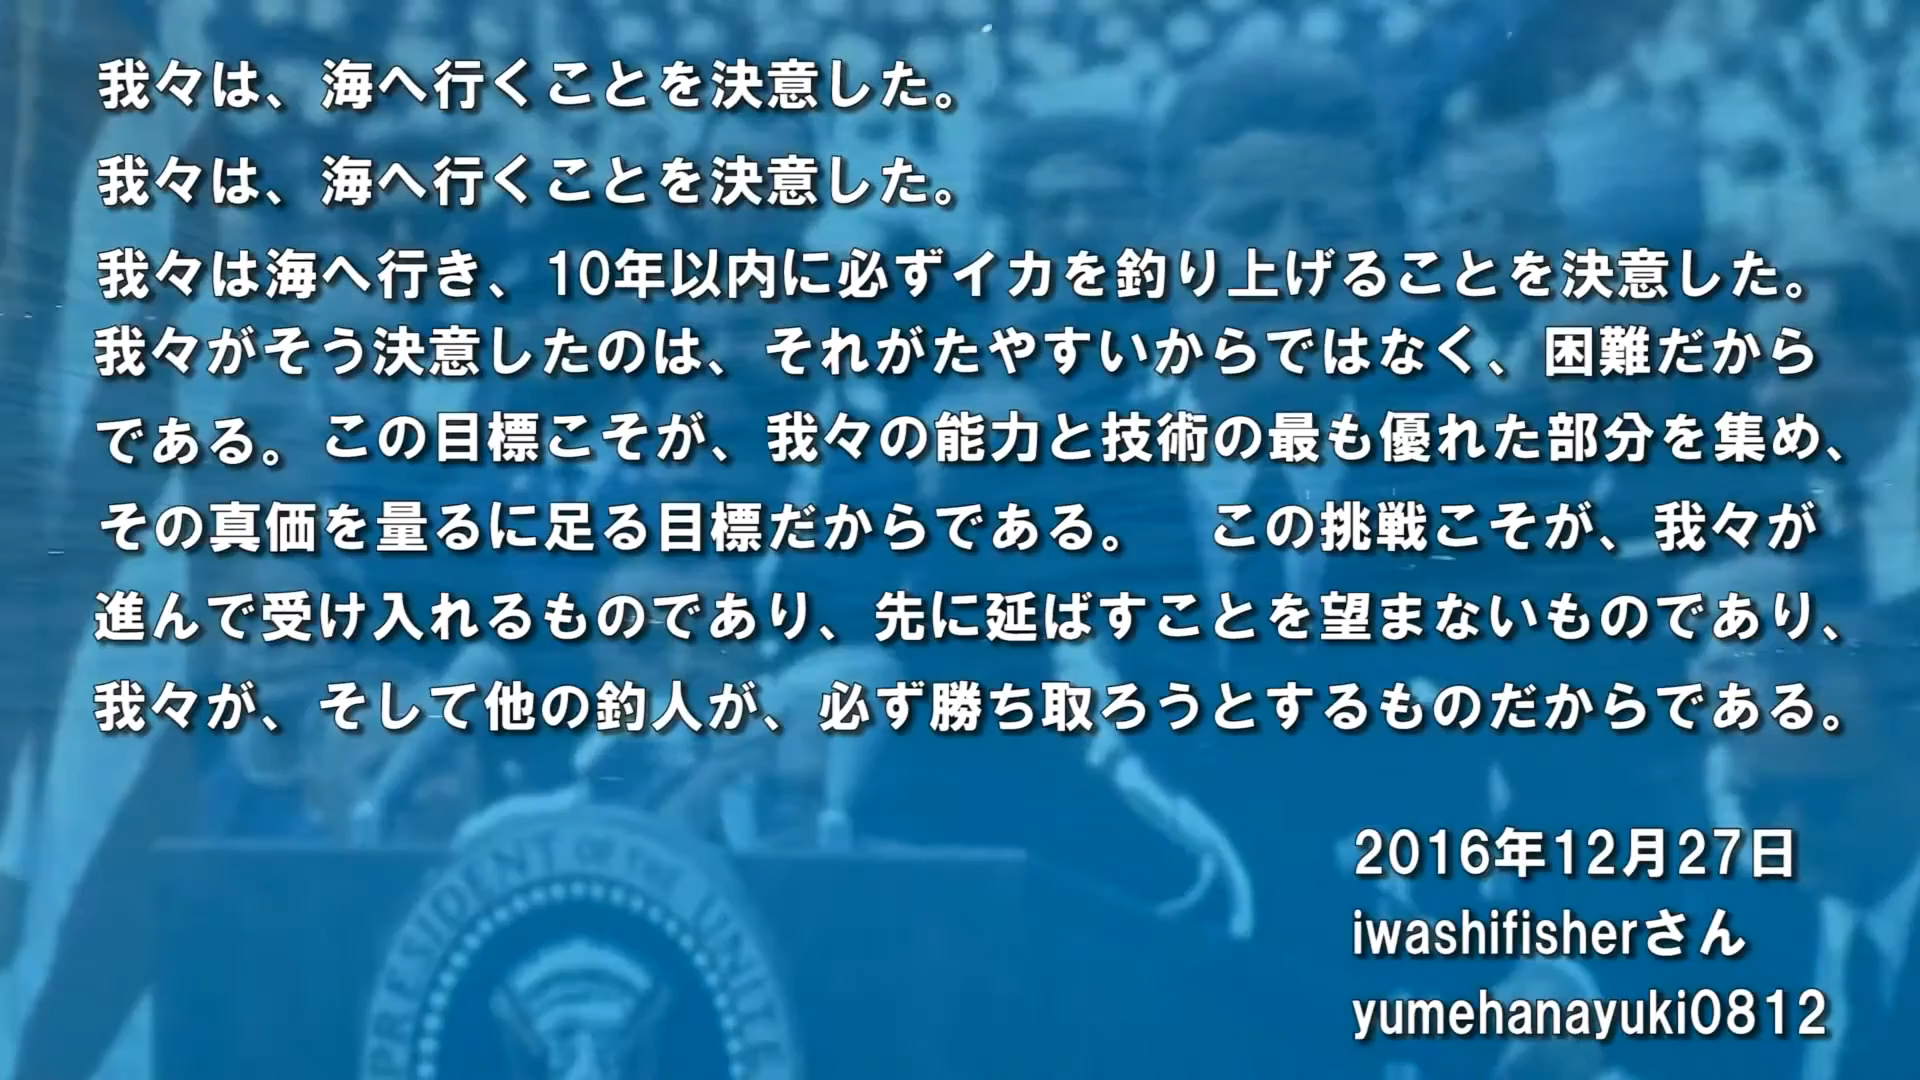 我々は、海へ行くことを決意した。
我々は、海へ行くことを決意した。
我々は海へ行き、10年以内に必ずイカを釣り上げることを決意した。
我々がそう決意したのは、それがたやすいからではなく、困難だから
である。この目標こそが、我々の能力と技術の最も優れた部分を集め、
その真価を量るに足る目標だからである。　この挑戦こそが、我々が
進んで受け入れるものであり、先に延ばすことを望まないものであり、
我々が、そして他の釣人が、必ず勝ち取ろうとするものだからである。
PRESIDENT OF THE UNITE
2016年12月27日
iwashifisherさん
yumehanayuki0812